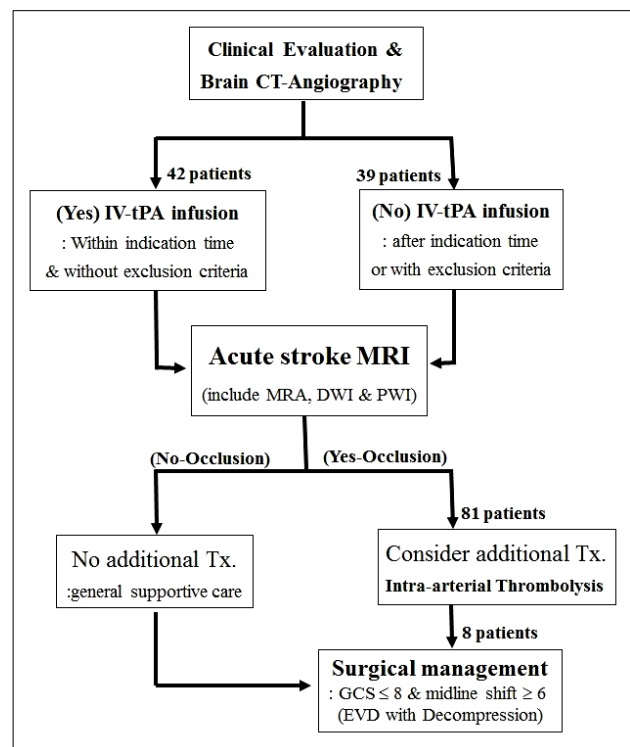 Clinical Evaluation &
Brain CT-Angiography
42 patients
39 patients
(Yes) IV-tPA infusion
: Within indication time
& without exclusion criteria
(No) IV-tPA infusion
: after indication time
or with exclusion criteria
Acute stroke MRI
(include MRA, DWI & PWI)
(No-Occlusion)
(Yes-Occlusion)
81 patients
No additional Tx.
:general supportive care
Consider additional Tx.
Intra-arterial Thrombolysis
8 patients
Surgical management
: GCS ≤ 8 & midline shift ≥ 6
(EVD with Decompression)